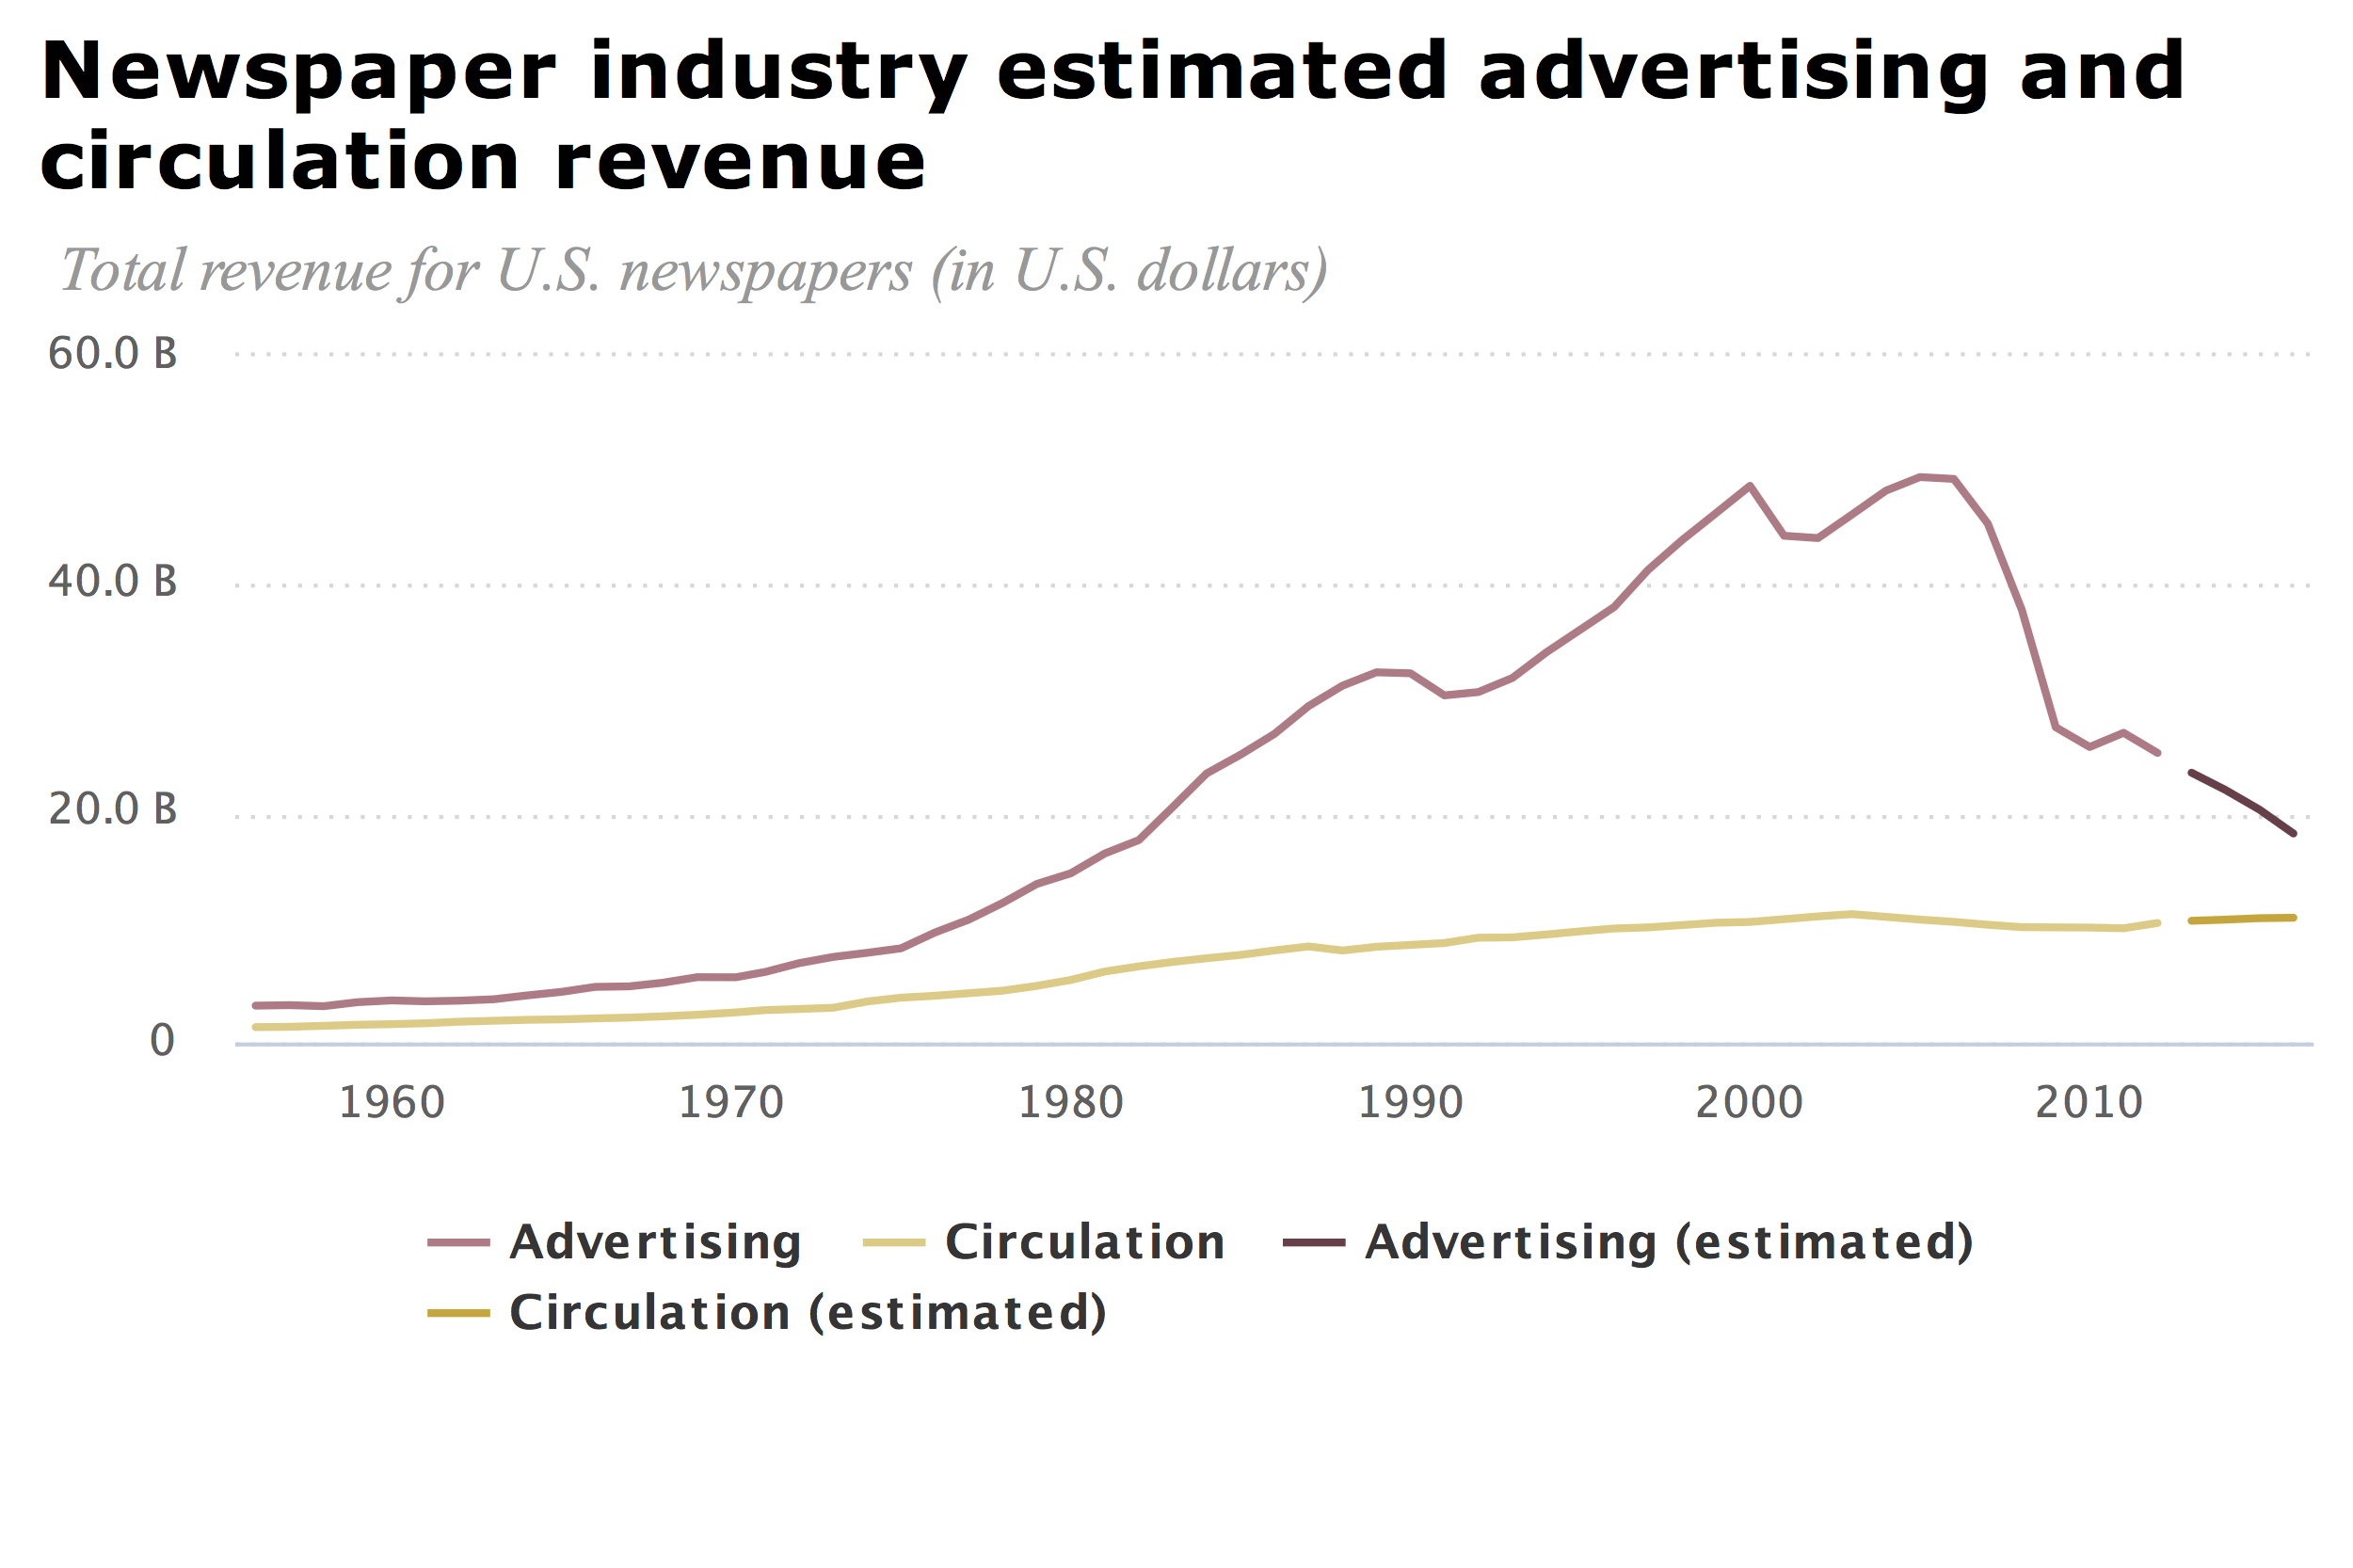 Newspaper industry estimated advertising and
circulation revenue
Total revenue for U.S. newspapers (in U.S. dollars)
60.0 B
40.0 B
20.0 B
0
1960 1970 1980 1990 2000 2010
Advertising Circulation Advertising (estimated)
Circulation (estimated)